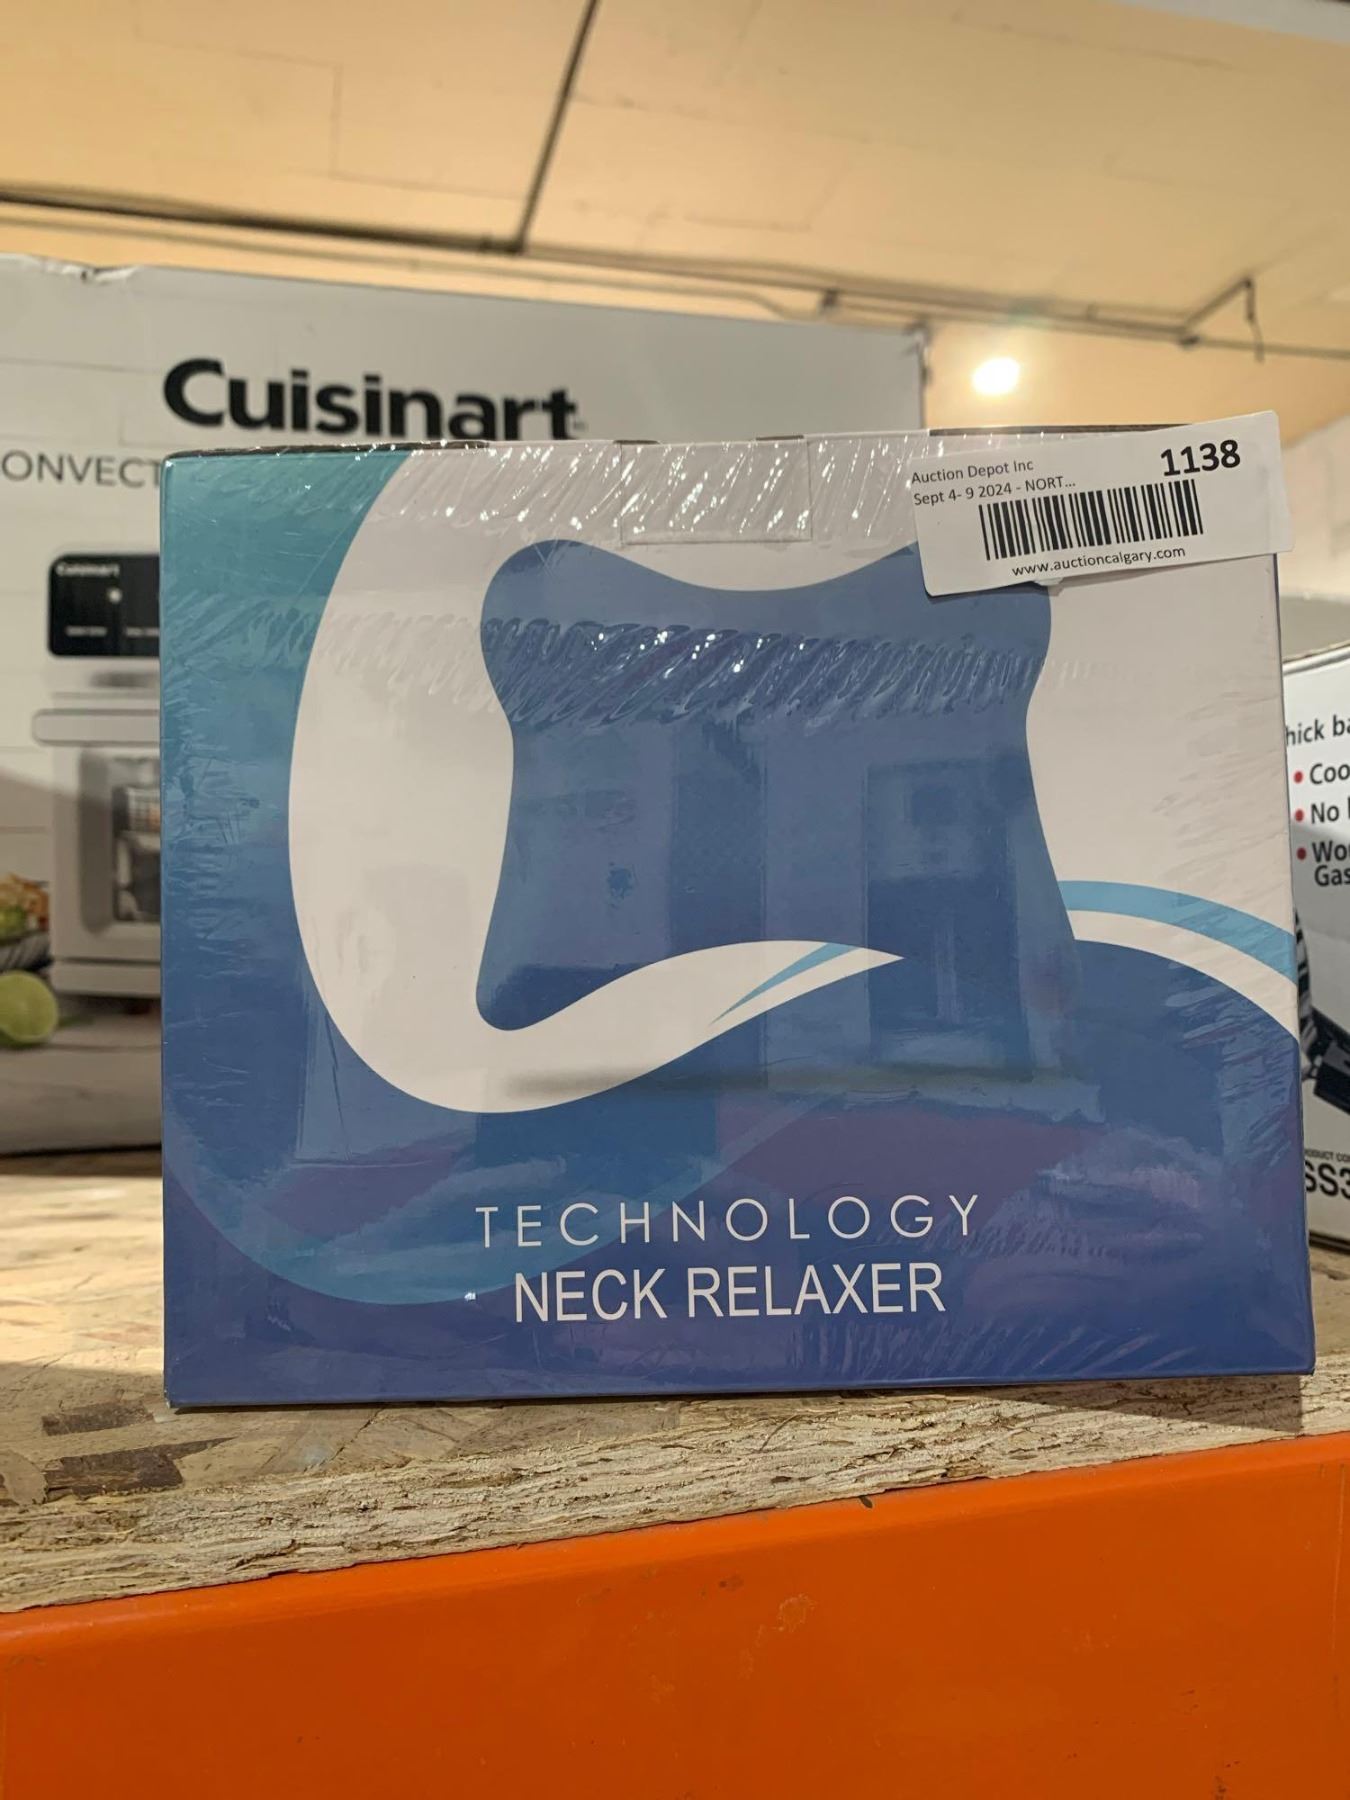 Cuisinart
ONVECT
Cuisinart
Auction Depot Inc
1138
Sept 4- 9 2024 - NORT...
www.auctioncalgary.com
hick ba
• Coo
• No
• Wo
Gas
TECHNOLOGY
NECK RELAXER